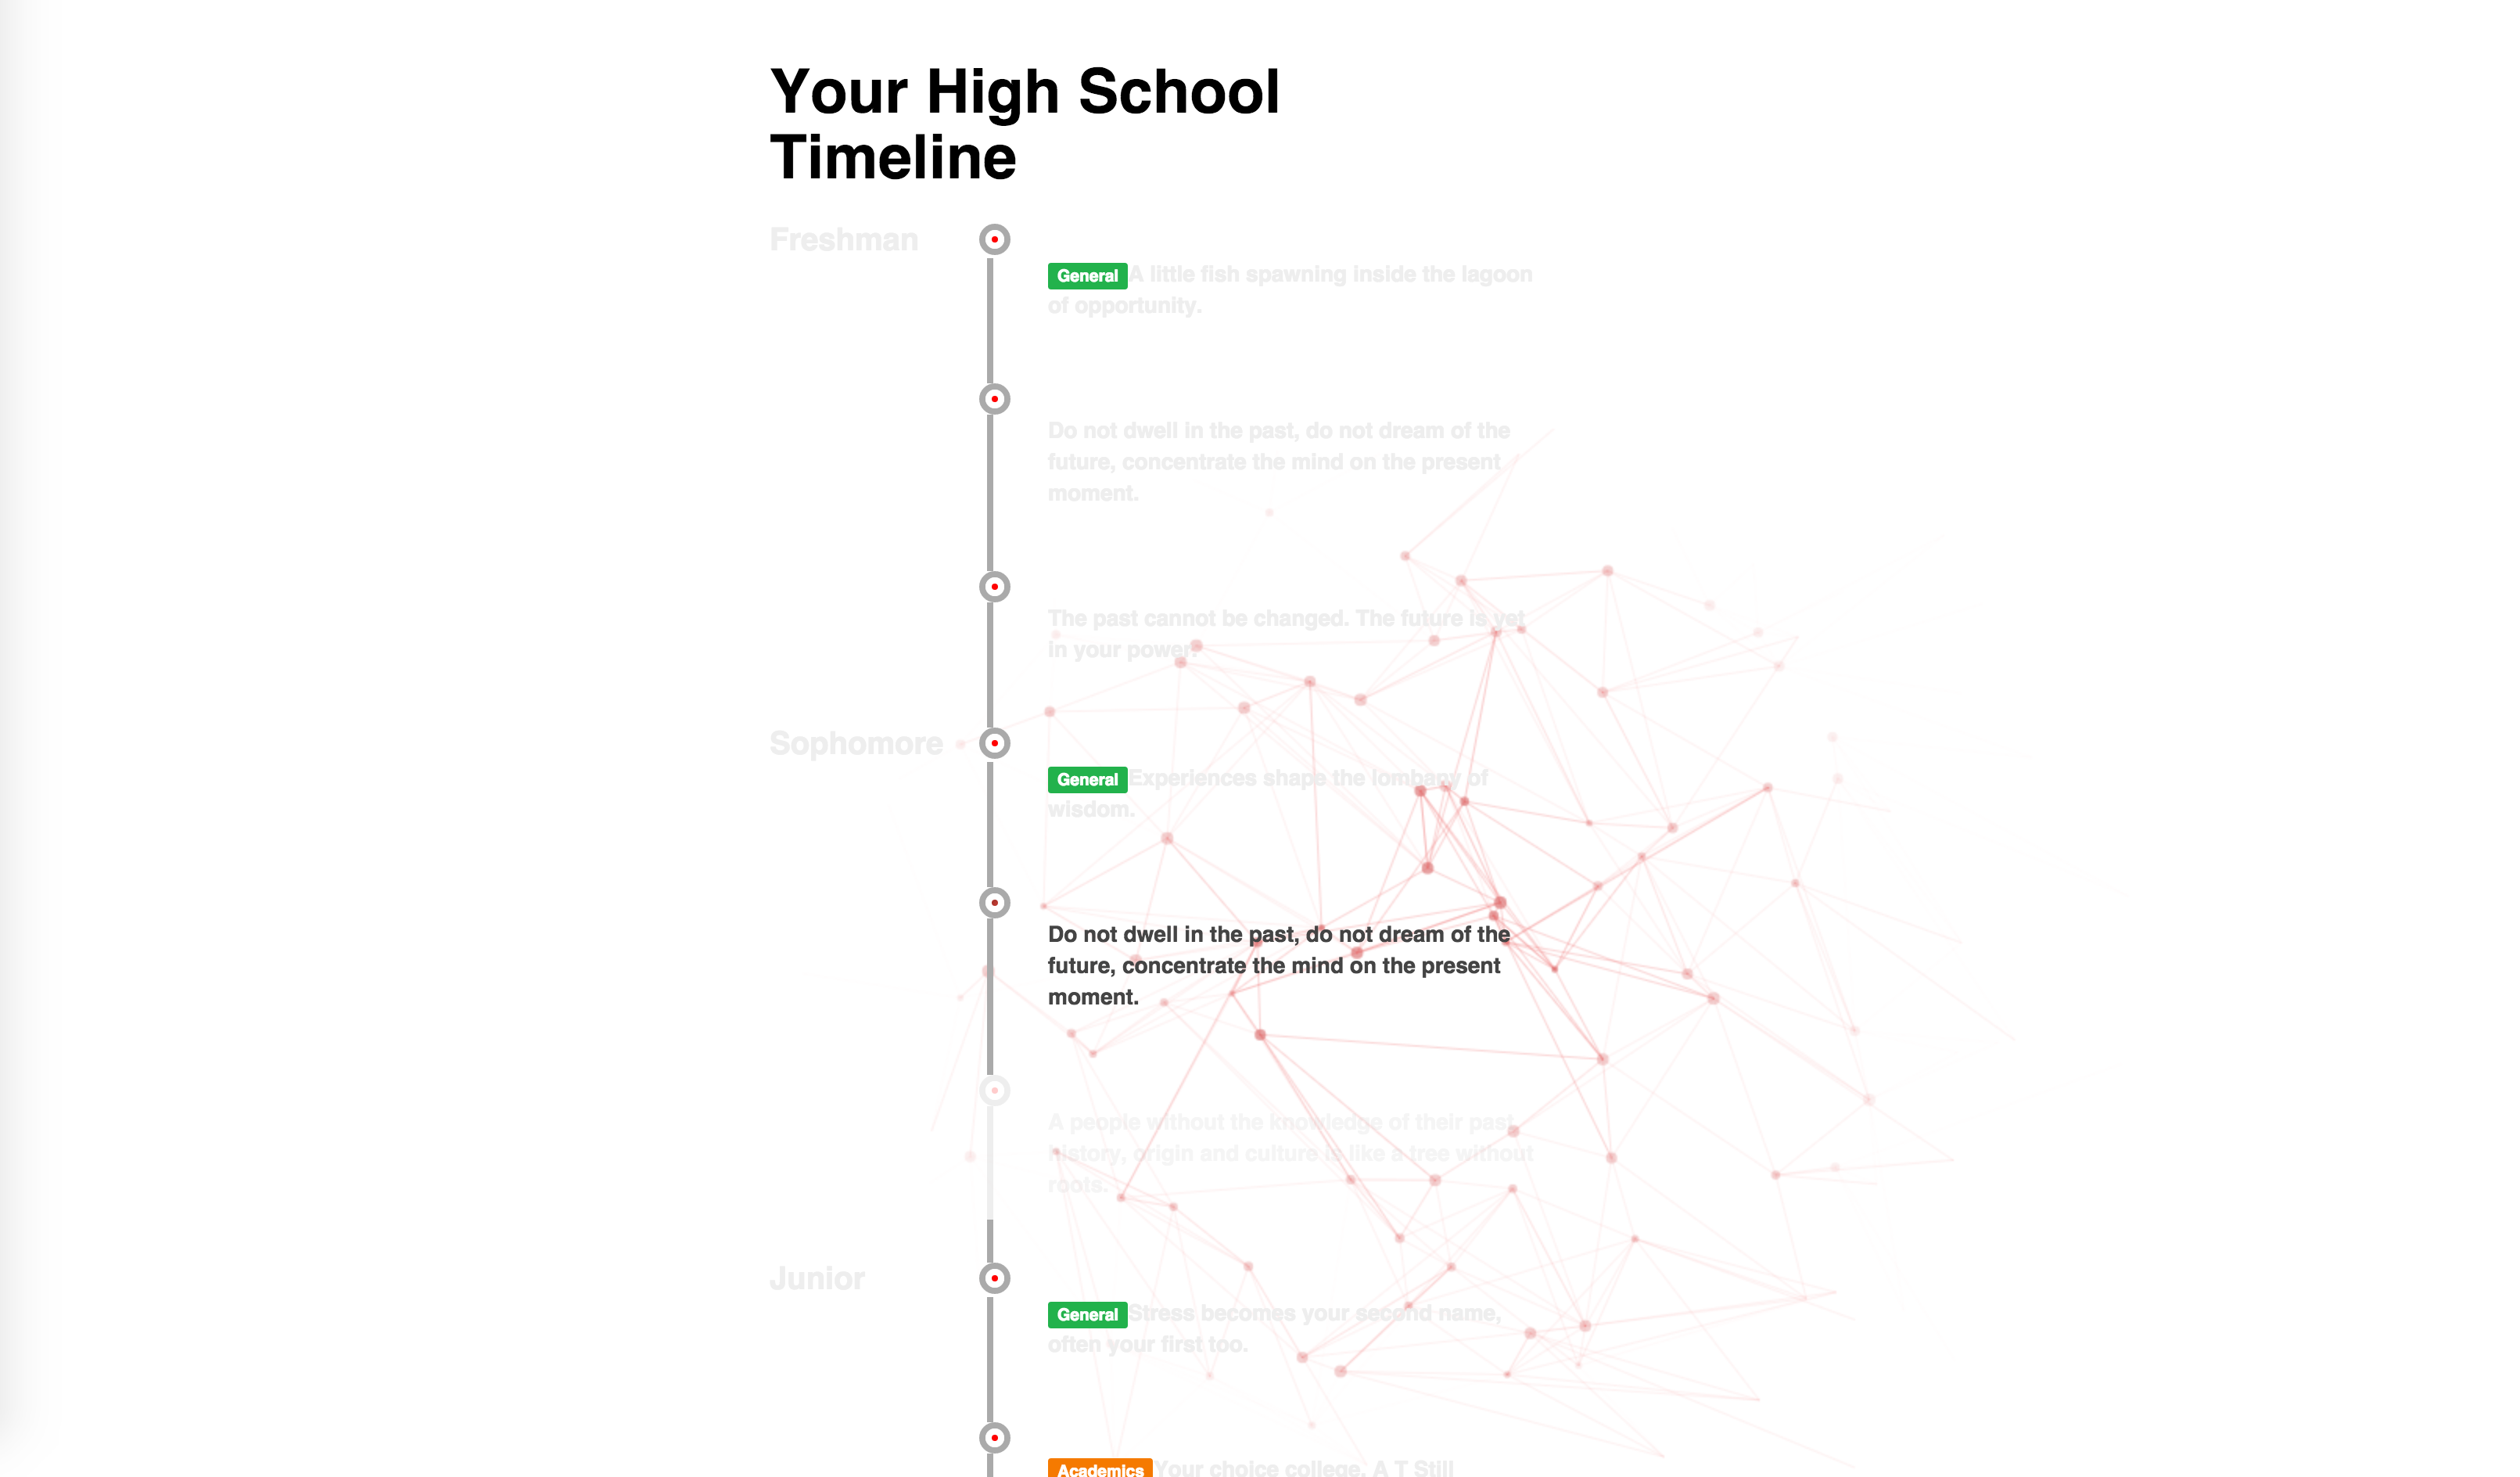 Your High School
Timeline
Freshman
General A little fish spawning inside the lagoon
of opportunity.
Do not dwell in the past, do not dream of the
future, concentrate the mind on the present
moment.
The past cannot be changed. The future is yet
in your power.
Sophomore
General Experiences shape the lombany of
wisdom.
Do not dwell in the past, do not dream of the
future, concentrate the mind on the present
moment.
A people without the knowledge of their past
history, origin and culture is like a tree without
roots.
Junior
General Stress becomes your second name,
often your first too.
Academics Your choice college, A T Still